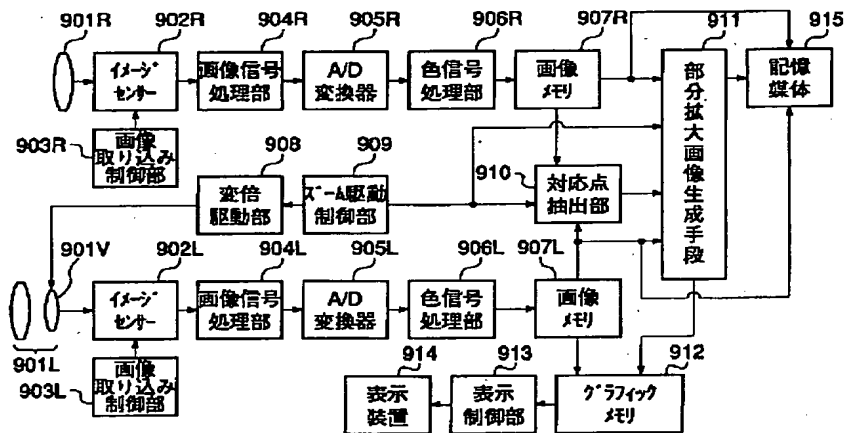 901R
902R
904R
905R
906R
907R
911
915
イメージ
センサー
画像信号
処理部
A/D
変換器
色信号
処理部
画像
メモリ
部分拡大画像生成手段
記憶
媒体
903R
画像
取り込み
制御部
908
909
910
変倍
駆動部
ズーム駆動
制御部
対応点
抽出部
901V
902L
904L
905L
906L
907L
イメージ
センサー
画像信号
処理部
A/D
変換器
色信号
処理部
画像
メモリ
901L
903L
画像
取り込み
制御部
914
913
912
表示
装置
表示
制御部
グラフィック
メモリ